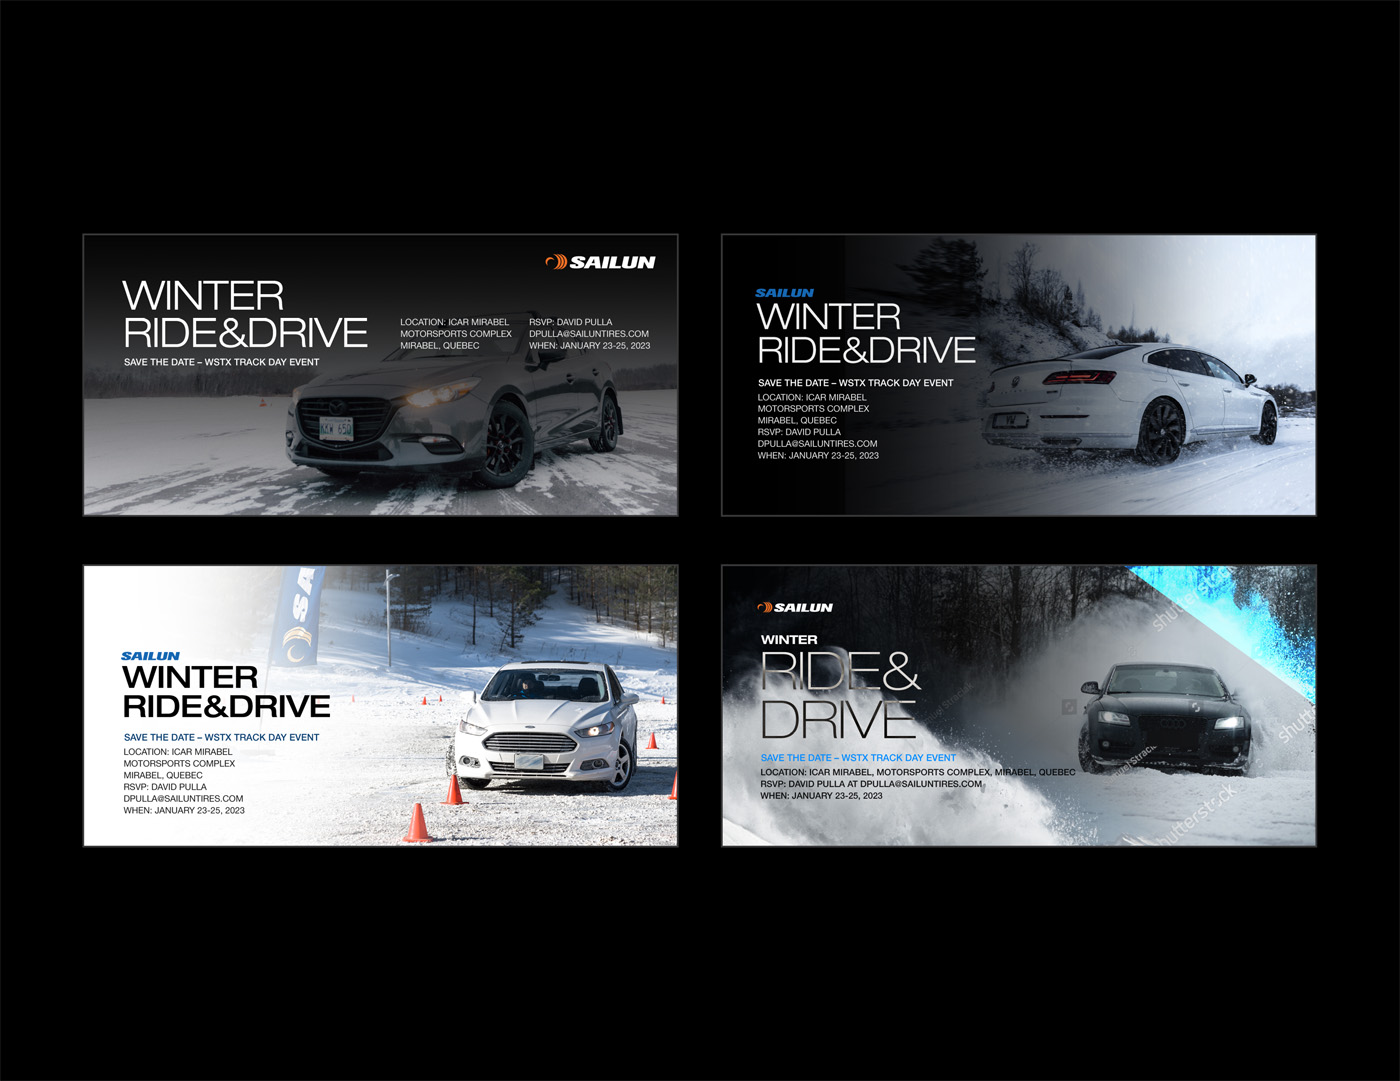 SAILUN
WINTER
RIDE&DRIVE
SAVE THE DATE – WSTX TRACK DAY EVENT
LOCATION: ICAR MIRABEL
MOTORSPORTS COMPLEX
MIRABEL, QUEBEC
RSVP: DAVID PULLA
DPULLA@SAILUNTIRES.COM
WHEN: JANUARY 23-25, 2023
SAILUN
WINTER
RIDE&DRIVE
SAVE THE DATE – WSTX TRACK DAY EVENT
LOCATION: ICAR MIRABEL
MOTORSPORTS COMPLEX
MIRABEL, QUEBEC
RSVP: DAVID PULLA
DPULLA@SAILUNTIRES.COM
WHEN: JANUARY 23-25, 2023
SA
SAILUN
WINTER
RIDE&DRIVE
SAVE THE DATE – WSTX TRACK DAY EVENT
LOCATION: ICAR MIRABEL
MOTORSPORTS COMPLEX
MIRABEL, QUEBEC
RSVP: DAVID PULLA
DPULLA@SAILUNTIRES.COM
WHEN: JANUARY 23-25, 2023
SAILUN
WINTER
RIDE&
DRIVE
SAVE THE DATE – WSTX TRACK DAY EVENT
LOCATION: ICAR MIRABEL, MOTORSPORTS COMPLEX, MIRABEL, QUEBEC
RSVP: DAVID PULLA AT DPULLA@SAILUNTIRES.COM
WHEN: JANUARY 23-25, 2023
shutterstock